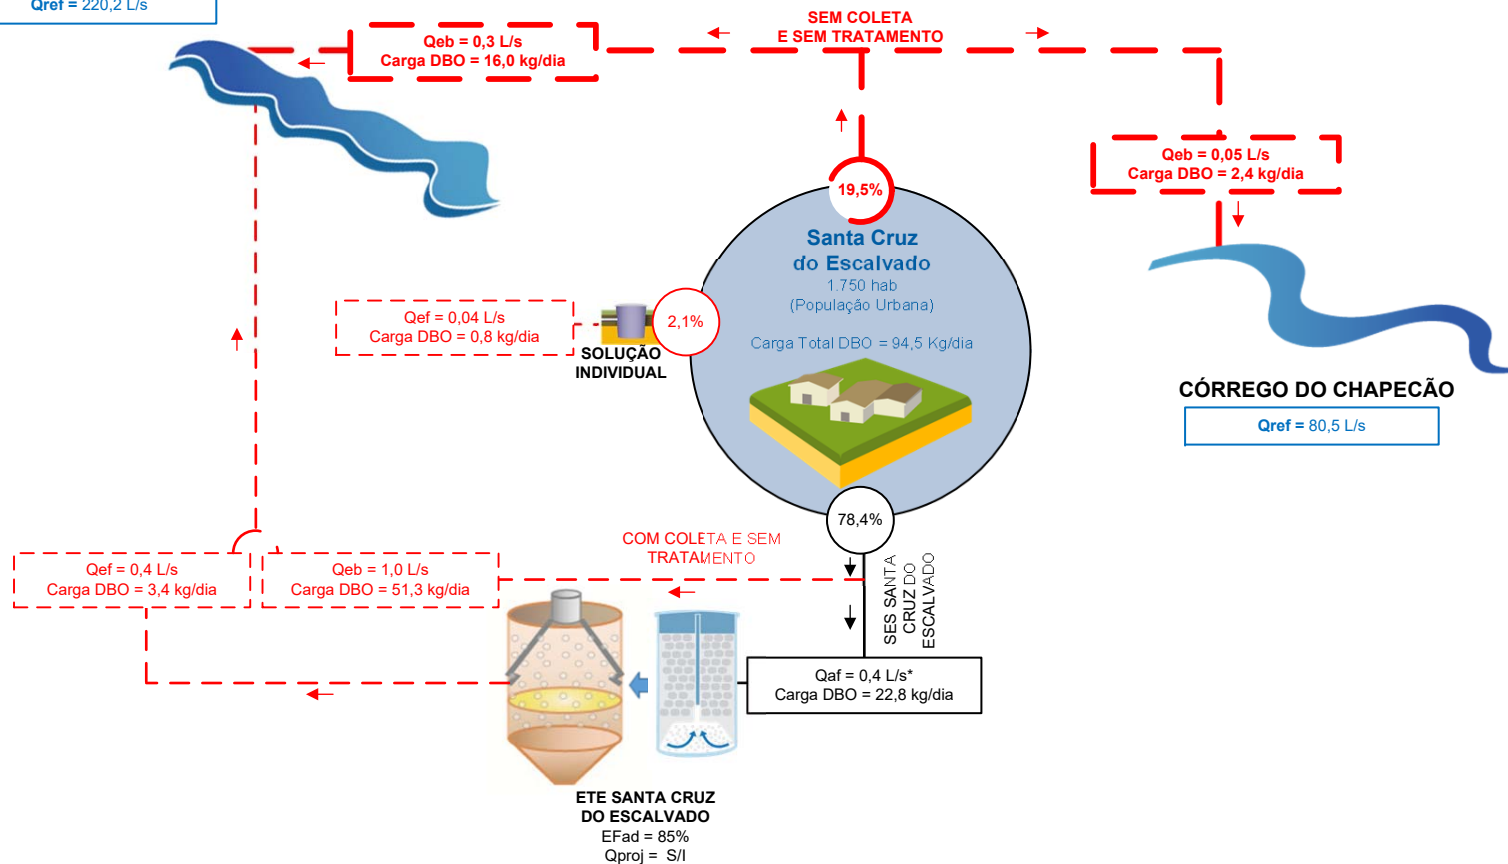 Qref = 220,2 L/s
SEM COLETA
E SEM TRATAMENTO
Qeb = 0,3 L/s
Carga DBO = 16,0 kg/dia
Qeb = 0,05 L/s
Carga DBO = 2,4 kg/dia
19,5%
Santa Cruz
do Escalvado
1.750 hab
(População Urbana)
Carga Total DBO = 94,5 Kg/dia
Qef = 0,04 L/s
Carga DBO = 0,8 kg/dia
2,1%
SOLUÇÃO
INDIVIDUAL
CÓRREGO DO CHAPECÃO
Qref = 80,5 L/s
78,4%
COM COLETA E SEM
TRATAMENTO
SES SANTA
CRUZ DO
ESCALVADO
Qef = 0,4 L/s
Carga DBO = 3,4 kg/dia
Qeb = 1,0 L/s
Carga DBO = 51,3 kg/dia
Qaf = 0,4 L/s*
Carga DBO = 22,8 kg/dia
ETE SANTA CRUZ
DO ESCALVADO
EFad = 85%
Qproj = S/I